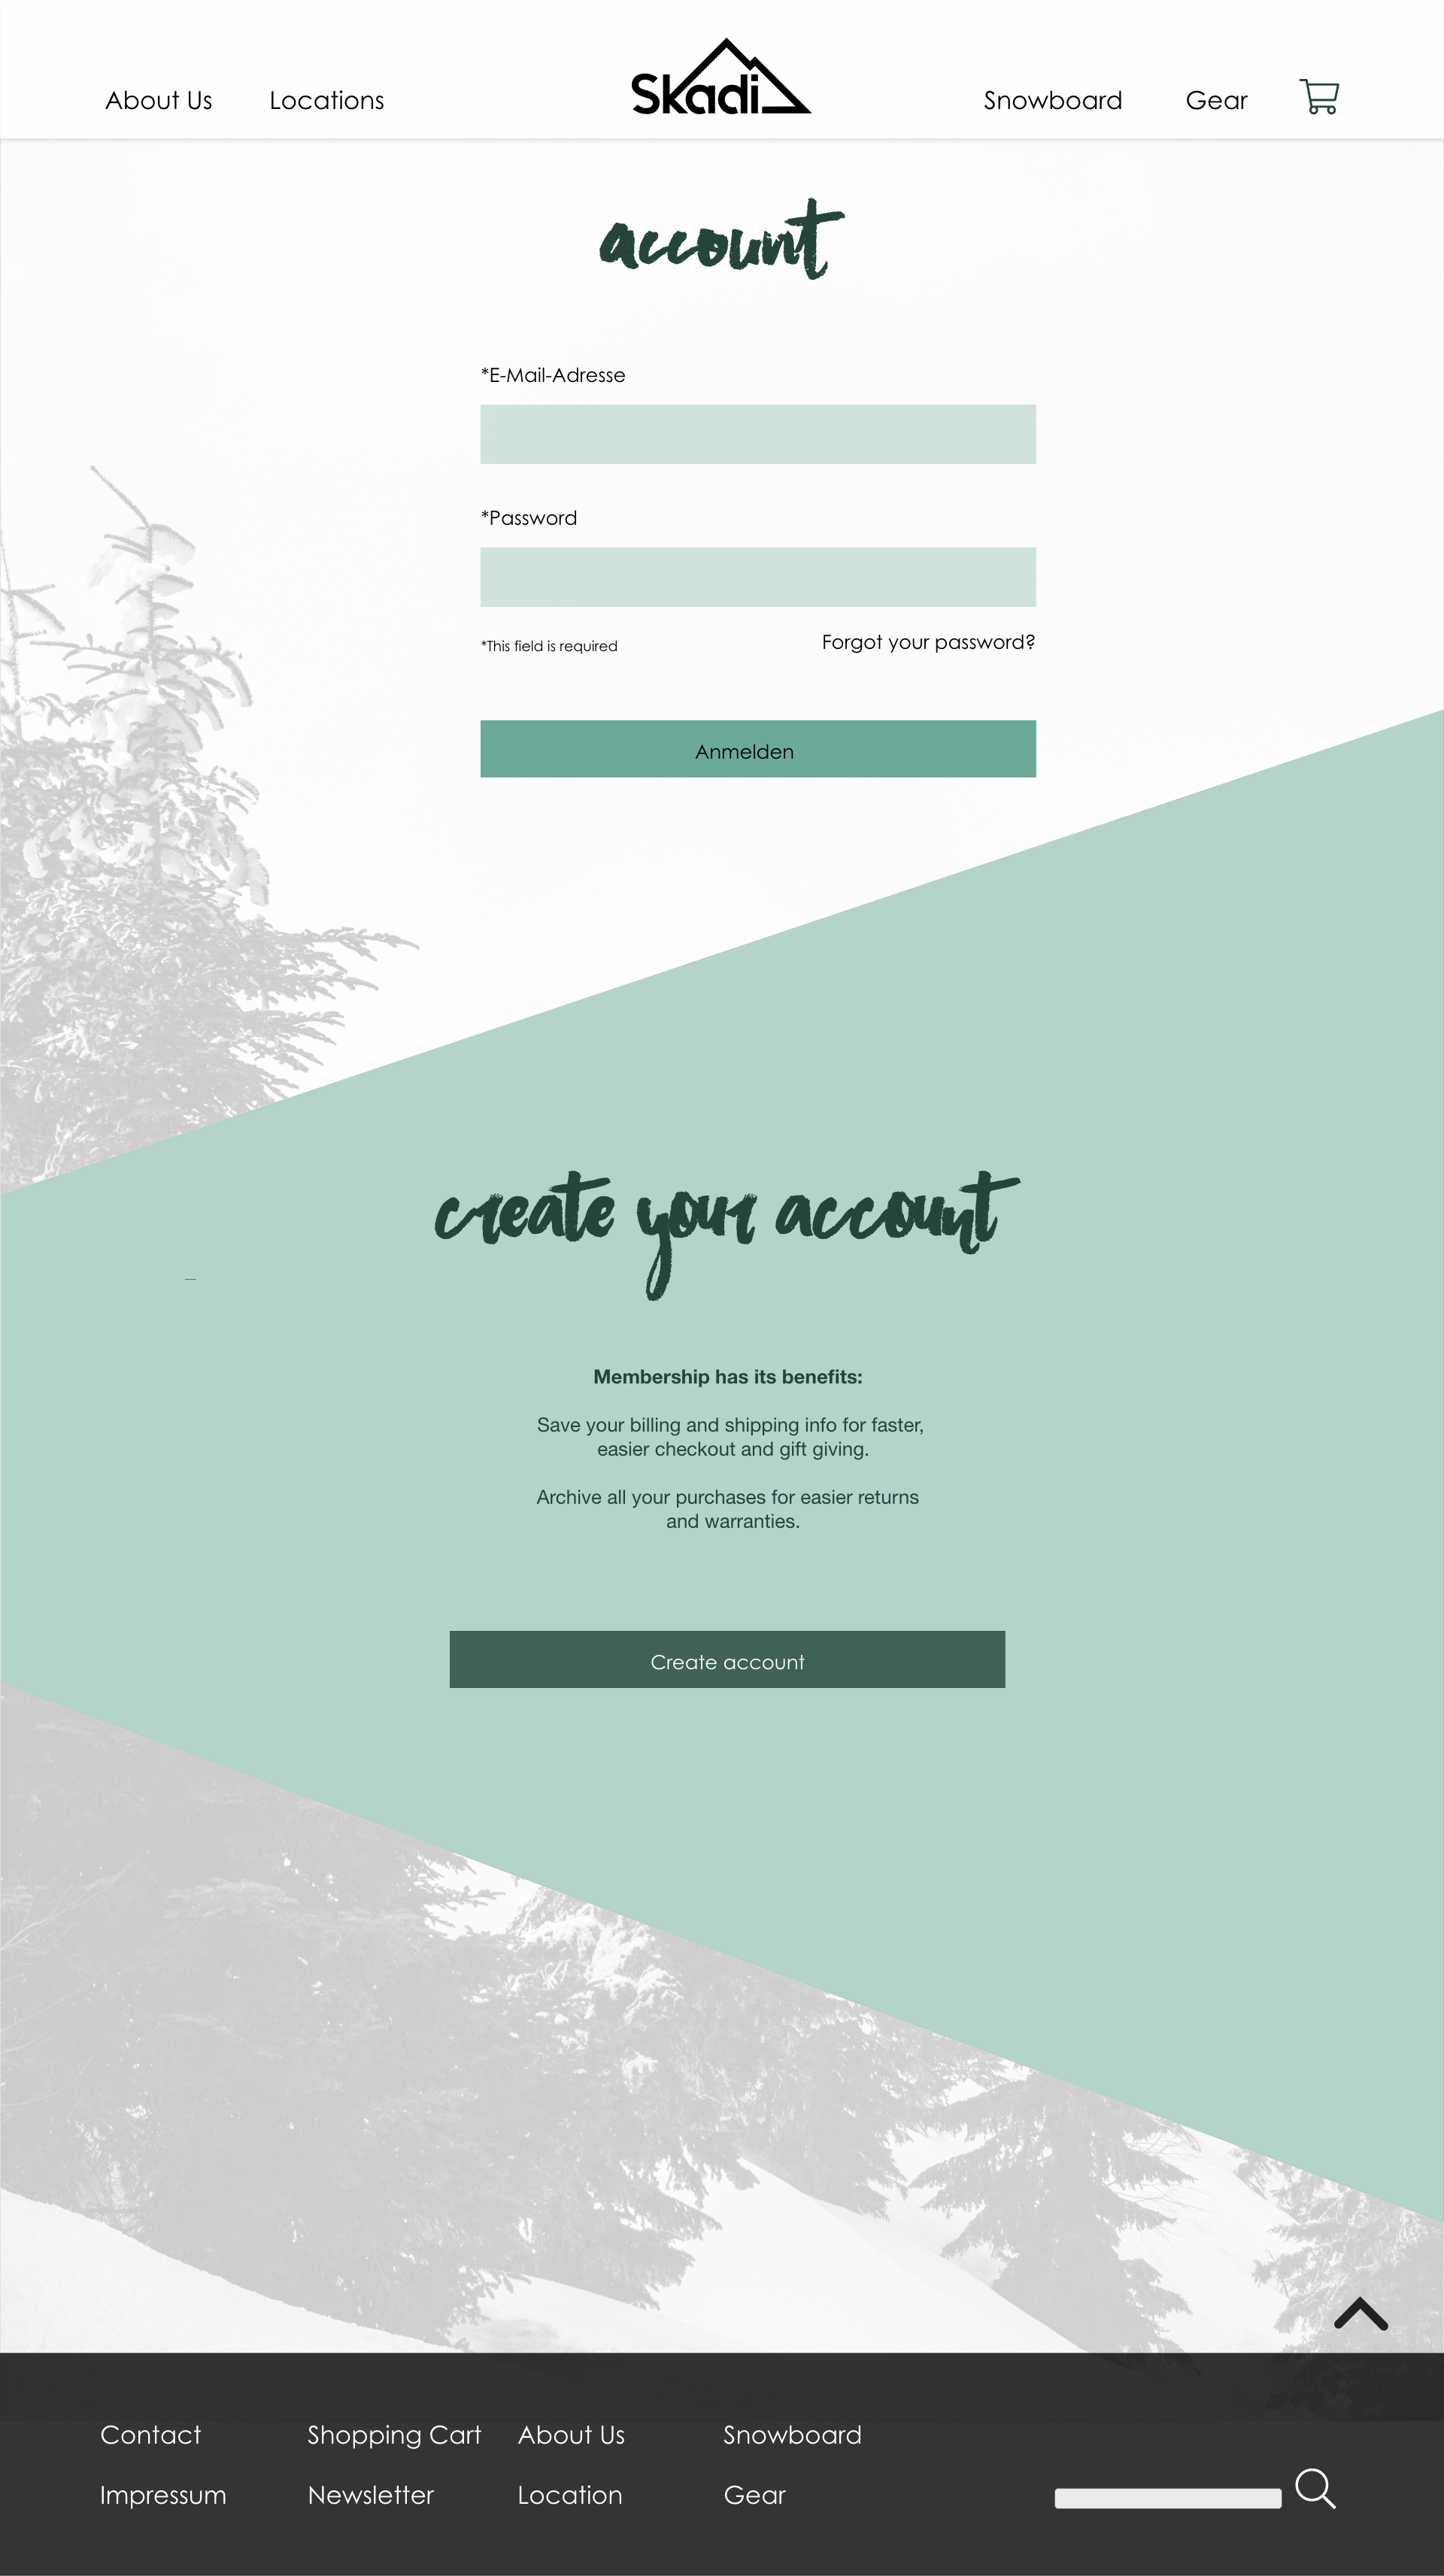 About Us Locations Skadi Snowboard Gear
account
*E-Mail-Adresse
*Password
*This field is required Forgot your password?
Anmelden
create your account
Membership has its benefits:
Save your billing and shipping info for faster,
easier checkout and gift giving.
Archive all your purchases for easier returns
and warranties.
Create account
Contact Shopping Cart About Us Snowboard
Impressum Newsletter Location Gear